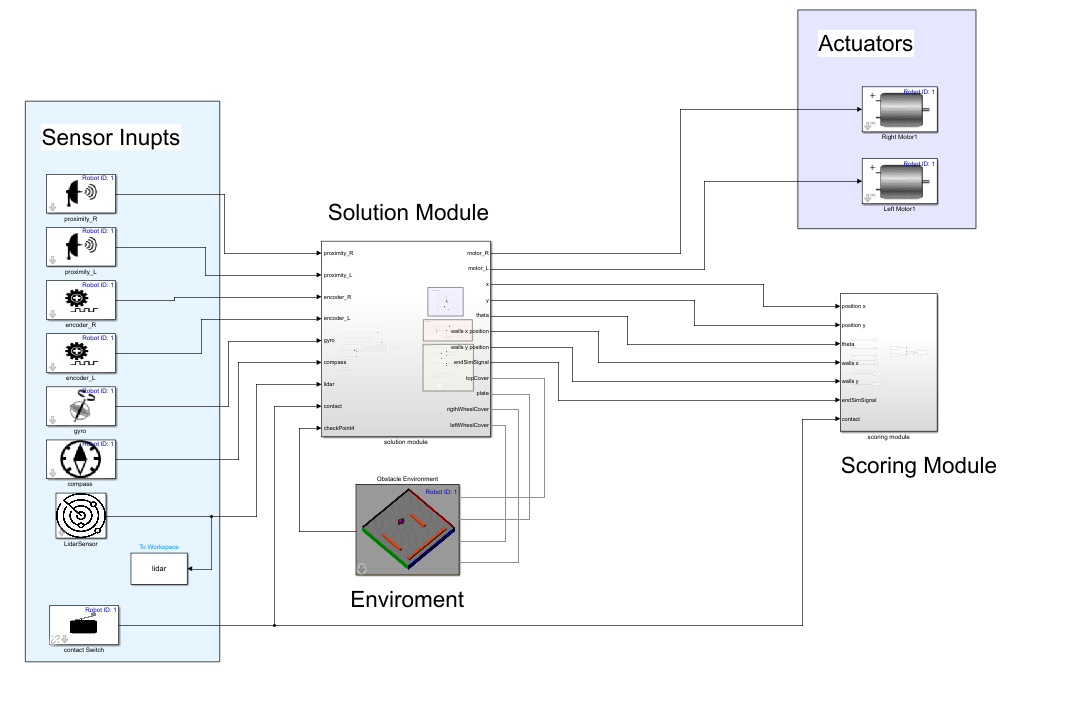 Actuators
Robot ID: 1
Right Motor1
Robot ID: 1
Left Motor1
Sensor Inupts
Robot ID: 1
proximity_R
Robot ID: 1
proximity_L
Robot ID: 1
encoder_R
Robot ID: 1
encoder_L
Robot ID: 1
gyro
Robot ID: 1
compass
LidarSensor
To Workspace
lidar
Robot ID: 1
contact Switch
Solution Module
proximity_R
proximity_L
encoder_R
encoder_L
gyro
compass
lidar
contact
checkPoint4
motor_R
motor_L
x
y
theta
walls x position
walls y position
endSimSignal
topCover
plate
rigthWheelCover
leftWheelCover
solution module
Obstacle Environment
Robot ID: 1
Enviroment
position x
position y
theta
walls x
walls y
endSimSignal
contact
scoring module
Scoring Module